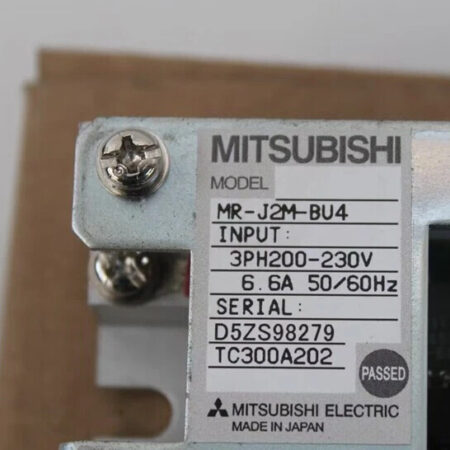 MITSUBISHI
MODEL
MR-J2M-BU4
INPUT:
3PH200-230V
6.6A 50/60Hz
SERIAL:
D5ZS98279
TC300A202
PASSED
MITSUBISHI ELECTRIC
MADE IN JAPAN